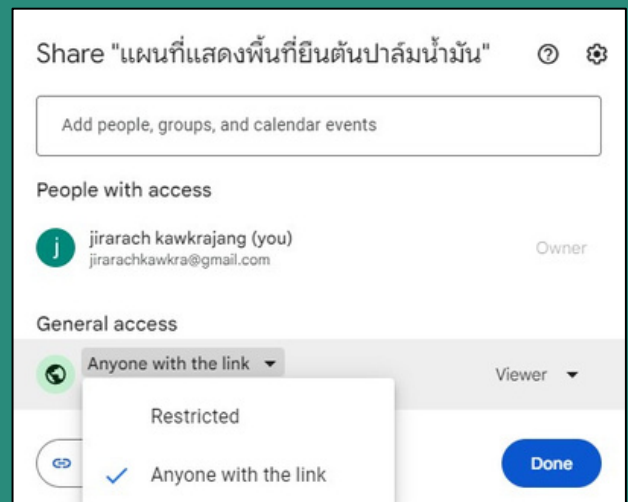 Share "แผนที่แสดงพื้นที่ยืนต้นปาล์มน้ำมัน"
Add people, groups, and calendar events
People with access
j
jirarach kawkrajang (you)
jirarachkawkra@gmail.com
Owner
General access
Anyone with the link
Viewer
Restricted
Anyone with the link
Done